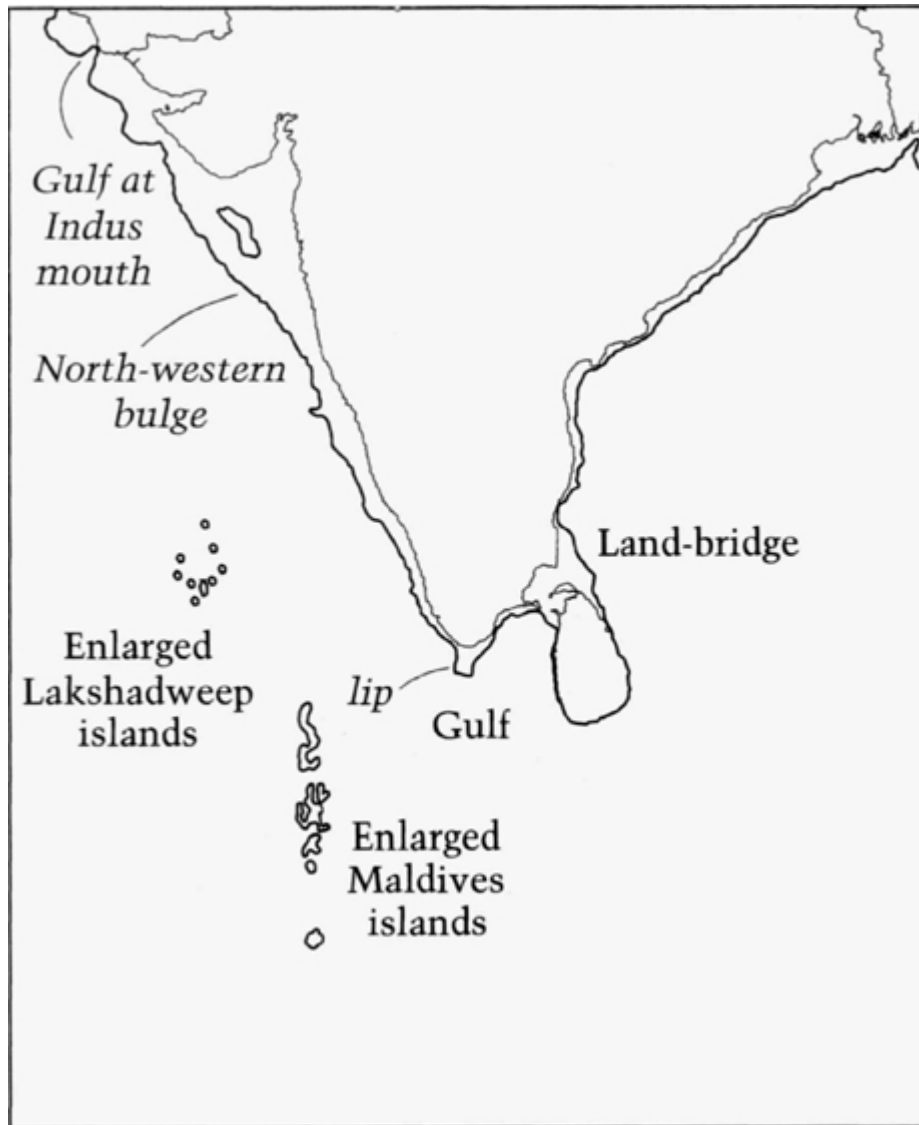 Gulf at
Indus
mouth
North-western
bulge
Land-bridge
Enlarged
Lakshadweep
islands
lip
Gulf
Enlarged
Maldives
islands